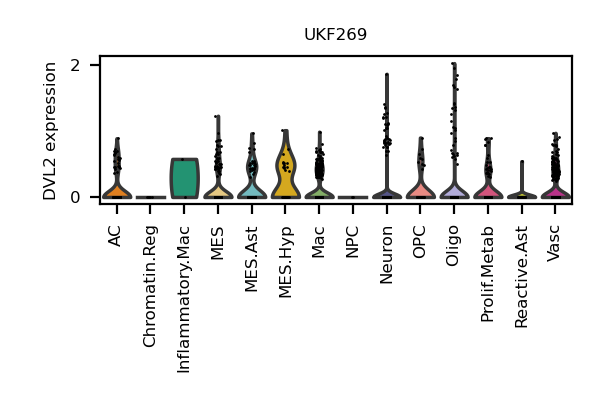 UKF269
DVL2 expression
2
0
AC
Chromatin.Reg
Inflammatory.Mac
MES
MES.Ast
MES.Hyp
Mac
NPC
Neuron
OPC
Oligo
Prolif.Metab
Reactive.Ast
Vasc